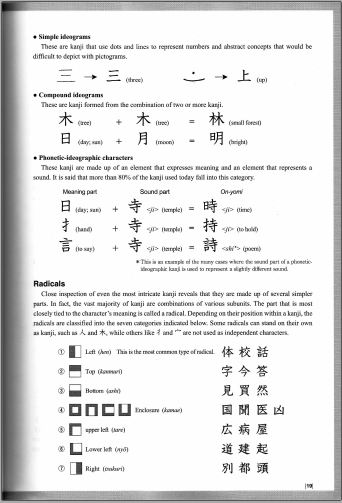 • Simple ideograms
These are kanji that use dots and lines to represent numbers and abstract concepts that would be
difficult to depict with pictograms.
三 → 三 (three) → 上 (up)
• Compound ideograms
These are kanji formed from the combination of two or more kanji.
木 (tree) + 木 (tree) = 林 (small forest)
日 (day; sun) + 月 (moon) = 明 (bright)
• Phonetic-ideographic characters
These are kanji made up of an element that expresses meaning and an element that represents a
sound. It is said that more than 80% of the kanji used today fall into this category.
Meaning part Sound part On-yomi
日 (day; sun) + 寺 <ji> (temple) = 時 <ji> (time)
扌 (hand) + 寺 <ji> (temple) = 持 <ji> (to hold)
言 (to say) + 寺 <ji> (temple) = 詩 <shi*> (poem)
* This is an example of the many cases where the sound part of a phonetic-
ideographic kanji is used to represent a slightly different sound.
Radicals
Close inspection of even the most intricate kanji reveals that they are made up of several simpler
parts. In fact, the vast majority of kanji are combinations of various subunits. The part that is most
closely tied to the character's meaning is called a radical. Depending on their position within a kanji, the
radicals are classified into the seven categories indicated below. Some radicals can stand on their own
as kanji, such as 人 and 木, while others like 扌 and 宀 are not used as independent characters.
① Left (hen) This is the most common type of radical. 体 校 話
② Top (kanmuri) 字 今 答
③ Bottom (ashi) 見 買 然
④ Enclosure (kamae) 国 聞 医 凶
⑤ upper left (tare) 広 病 屋
⑥ Lower left (nyō) 道 建 起
⑦ Right (tsukuri) 別 都 頭
|19|